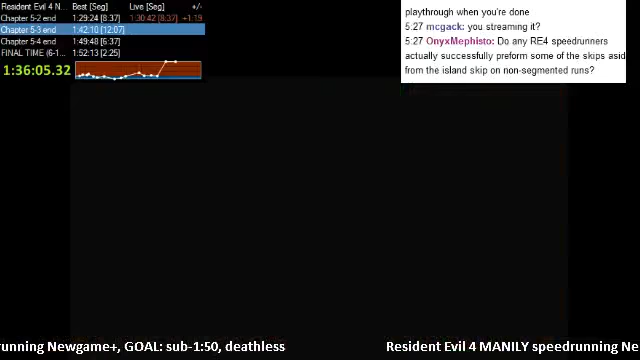 Resident Evil 4 N... Best [Seg] Live [Seg] +/-
Chapter 5-2 end 1:29:24 [8:37] 1:30:42 [8:37] +1:19
Chapter 5-3 end 1:42:10 [12:07]
Chapter 5-4 end 1:49:48 [6:37]
FINAL TIME (6-1... 1:52:13 [2:25]
1:36:05.32
playthrough when you're done
5:27 mcgack: you streaming it?
5:27 OnyxMephisto: Do any RE4 speedrunners
actually successfully preform some of the skips asid
from the island skip on non-segmented runs?
running Newgame+, GOAL: sub-1:50, deathless
Resident Evil 4 MANILY speedrunning Ne